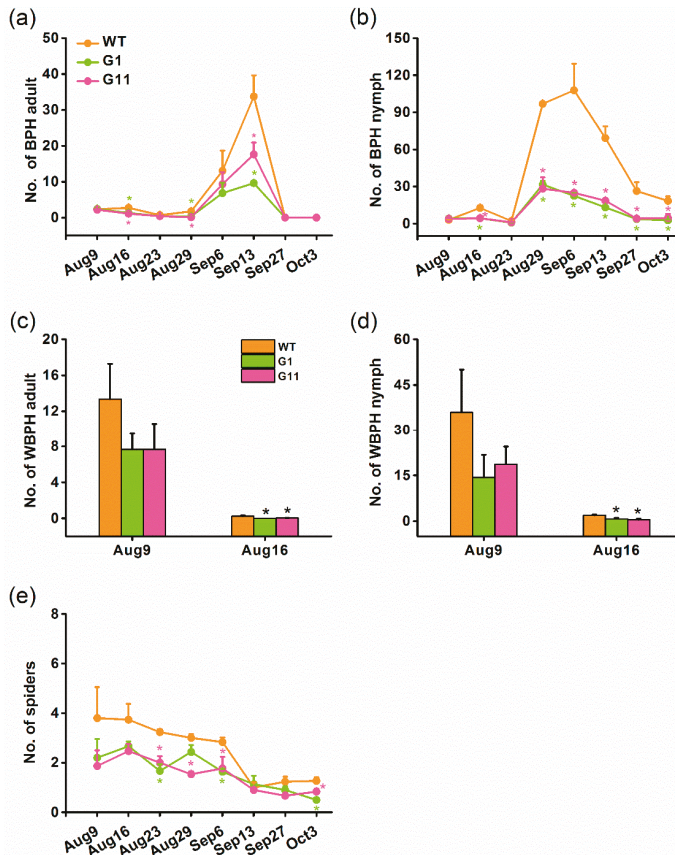 (a)
No. of BPH adult
50
40
30
20
10
0
WT
G1
G11
*
*
*
*
*
*
Aug9 Aug16 Aug23 Aug29 Sep6 Sep13 Sep27 Oct3
(b)
No. of BPH nymph
150
120
90
60
30
0
*
*
*
*
*
*
*
*
*
*
*
*
Aug9 Aug16 Aug23 Aug29 Sep6 Sep13 Sep27 Oct3
(c)
No. of WBPH adult
20
16
12
8
4
0
WT
G1
G11
* *
Aug9 Aug16
(d)
No. of WBPH nymph
60
45
30
15
0
* *
Aug9 Aug16
(e)
No. of spiders
8
6
4
2
0
*
*
*
*
*
*
*
Aug9 Aug16 Aug23 Aug29 Sep6 Sep13 Sep27 Oct3